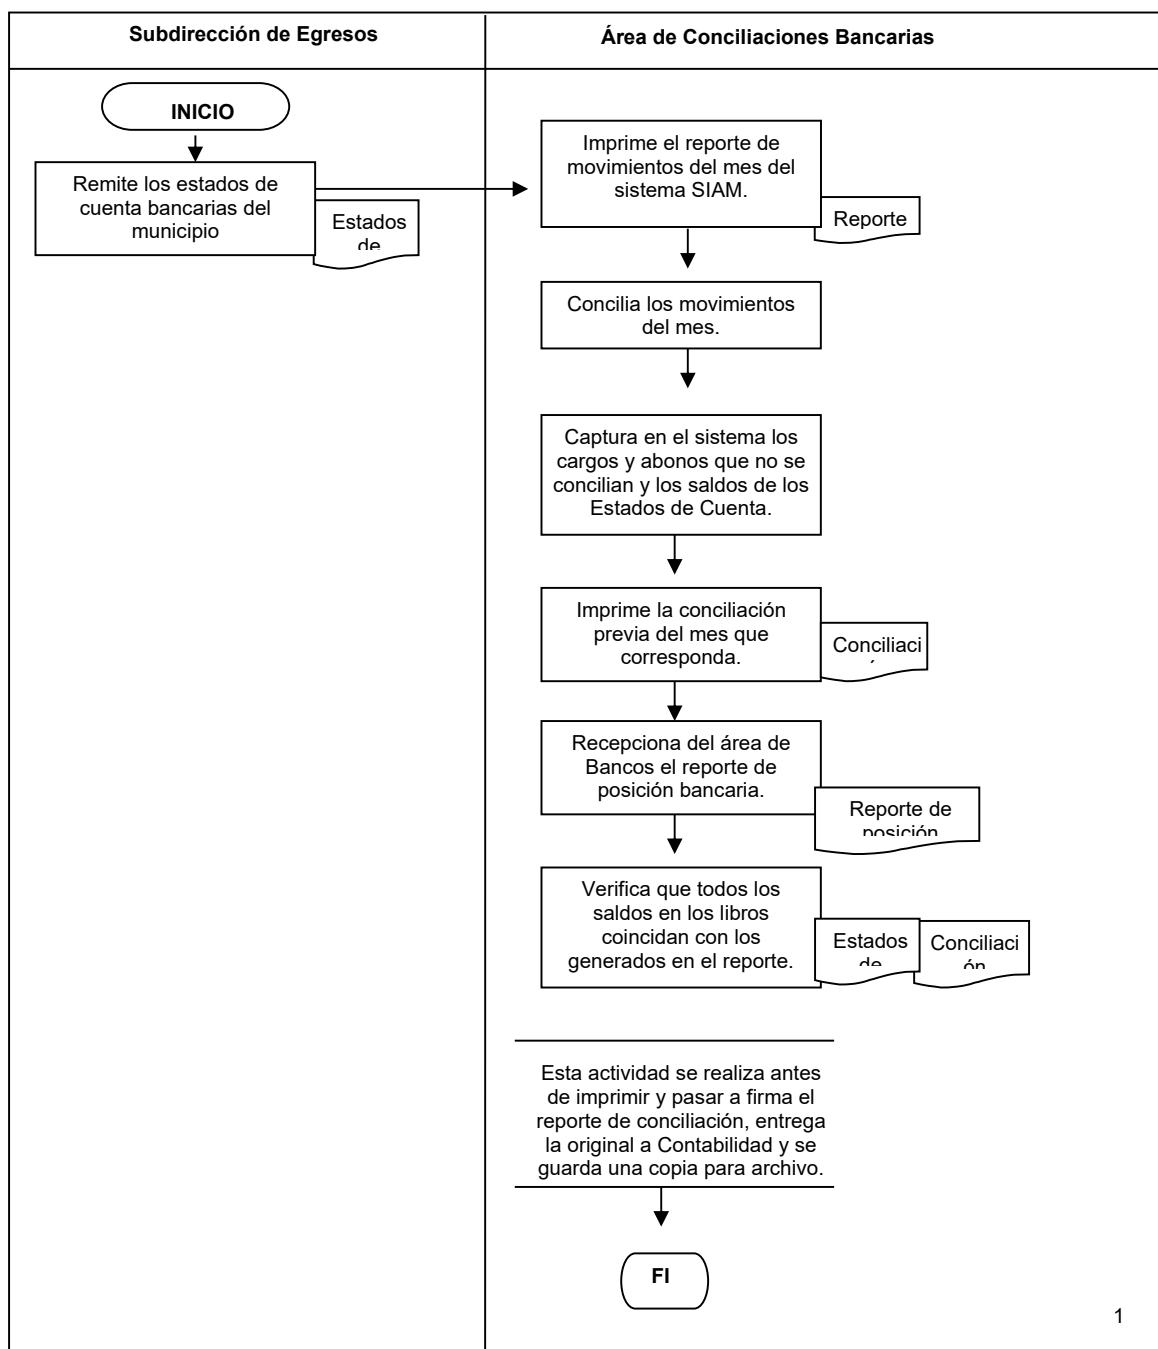 Subdirección de Egresos
Área de Conciliaciones Bancarias
INICIO
Remite los estados de
cuenta bancarias del
municipio
Estados
de
Imprime el reporte de
movimientos del mes del
sistema SIAM.
Reporte
Concilia los movimientos
del mes.
Captura en el sistema los
cargos y abonos que no se
concilian y los saldos de los
Estados de Cuenta.
Imprime la conciliación
previa del mes que
corresponda.
Conciliaci
Recepciona del área de
Bancos el reporte de
posición bancaria.
Reporte de
posición
Verifica que todos los
saldos en los libros
coincidan con los
generados en el reporte.
Estados
de
Conciliaci
ón
Esta actividad se realiza antes
de imprimir y pasar a firma el
reporte de conciliación, entrega
la original a Contabilidad y se
guarda una copia para archivo.
FI
1